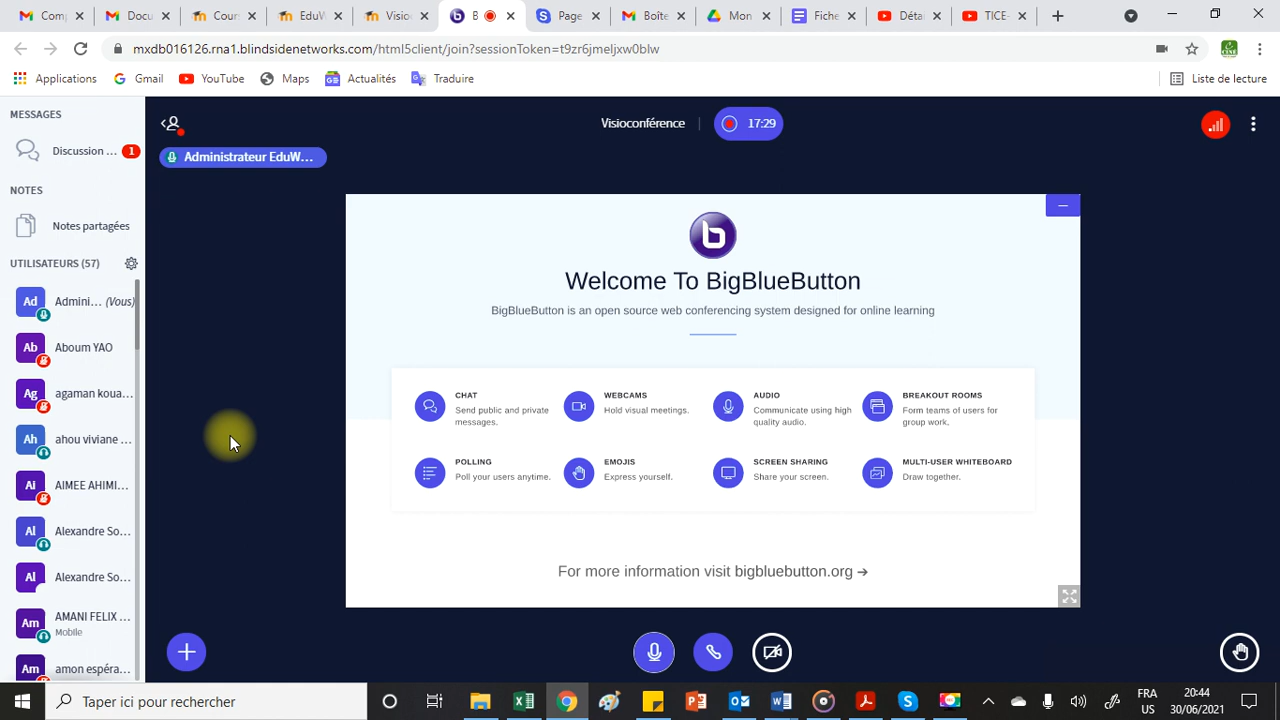 Com
Docu
Cours
EduW
Visio
B
Page
Boîte
Mon
Fiche
Détai
TICE-
mxdb016126.rna1.blindsidenetworks.com/html5client/join?sessionToken=t9zr6jmeljxw0blw
Applications Gmail YouTube Maps Actualités Traduire Liste de lecture
MESSAGES
Discussion ... 1
NOTES
Notes partagées
UTILISATEURS (57)
Ad Admini... (Vous)
Ab Aboum YAO
Ag agaman koua...
Ah ahou viviane ...
Ai AIMEE AHIMI...
Al Alexandre So...
Al Alexandre So...
Am AMANI FELIX ...
Mobile
Am amon espéra...
Visioconférence 17:29
Administrateur EduW...
b
Welcome To BigBlueButton
BigBlueButton is an open source web conferencing system designed for online learning
CHAT
Send public and private
messages.
WEBCAMS
Hold visual meetings.
AUDIO
Communicate using high
quality audio.
BREAKOUT ROOMS
Form teams of users for
group work.
POLLING
Poll your users anytime.
EMOJIS
Express yourself.
SCREEN SHARING
Share your screen.
MULTI-USER WHITEBOARD
Draw together.
For more information visit bigbluebutton.org →
Taper ici pour rechercher
FRA
US
20:44
30/06/2021